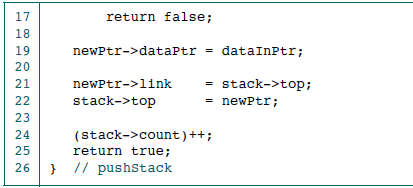 17        return false;
18
19    newPtr->dataPtr = dataInPtr;
20
21    newPtr->link    = stack->top;
22    stack->top      = newPtr;
23
24    (stack->count)++;
25    return true;
26 }  // pushStack